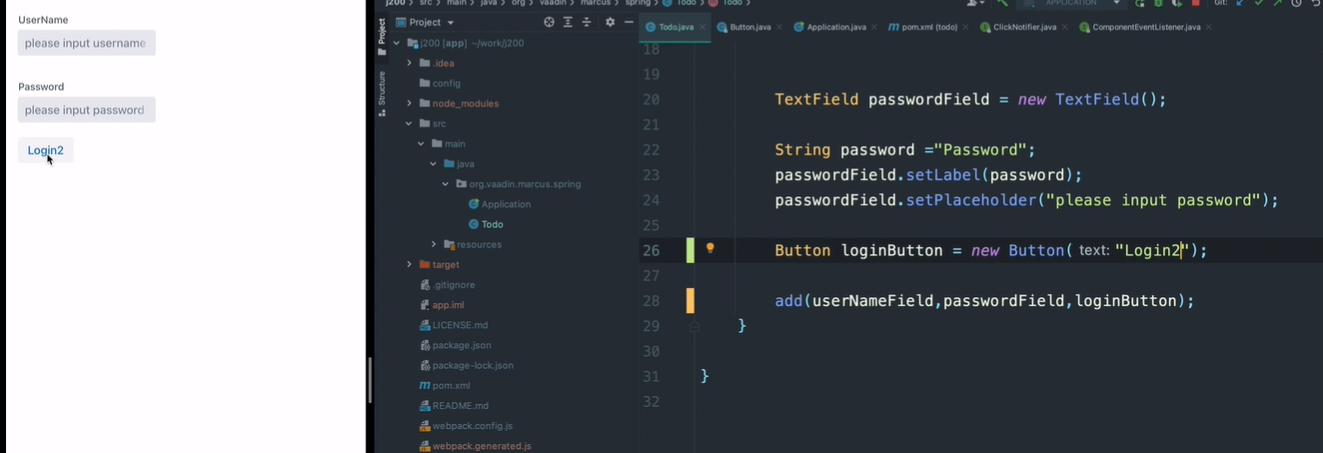 UserName
please input username
Password
please input password
Login2
j200 > src > main > java > org > vaadin > marcus > spring > Todo > Todo
APPLICATION
Git:
Project
Structure
Project
j200 [app] ~/work/j200
.idea
config
node_modules
src
main
java
org.vaadin.marcus.spring
Application
Todo
resources
target
.gitignore
app.iml
LICENSE.md
package.json
package-lock.json
pom.xml
README.md
webpack.config.js
webpack.generated.js
Todo.java
Button.java
Application.java
pom.xml (todo)
ClickNotifier.java
ComponentEventListener.java
18
19
20 TextField passwordField = new TextField();
21
22 String password ="Password";
23 passwordField.setLabel(password);
24 passwordField.setPlaceholder("please input password");
25
26 Button loginButton = new Button( text: "Login2");
27
28 add(userNameField,passwordField,loginButton);
29 }
30
31 }
32